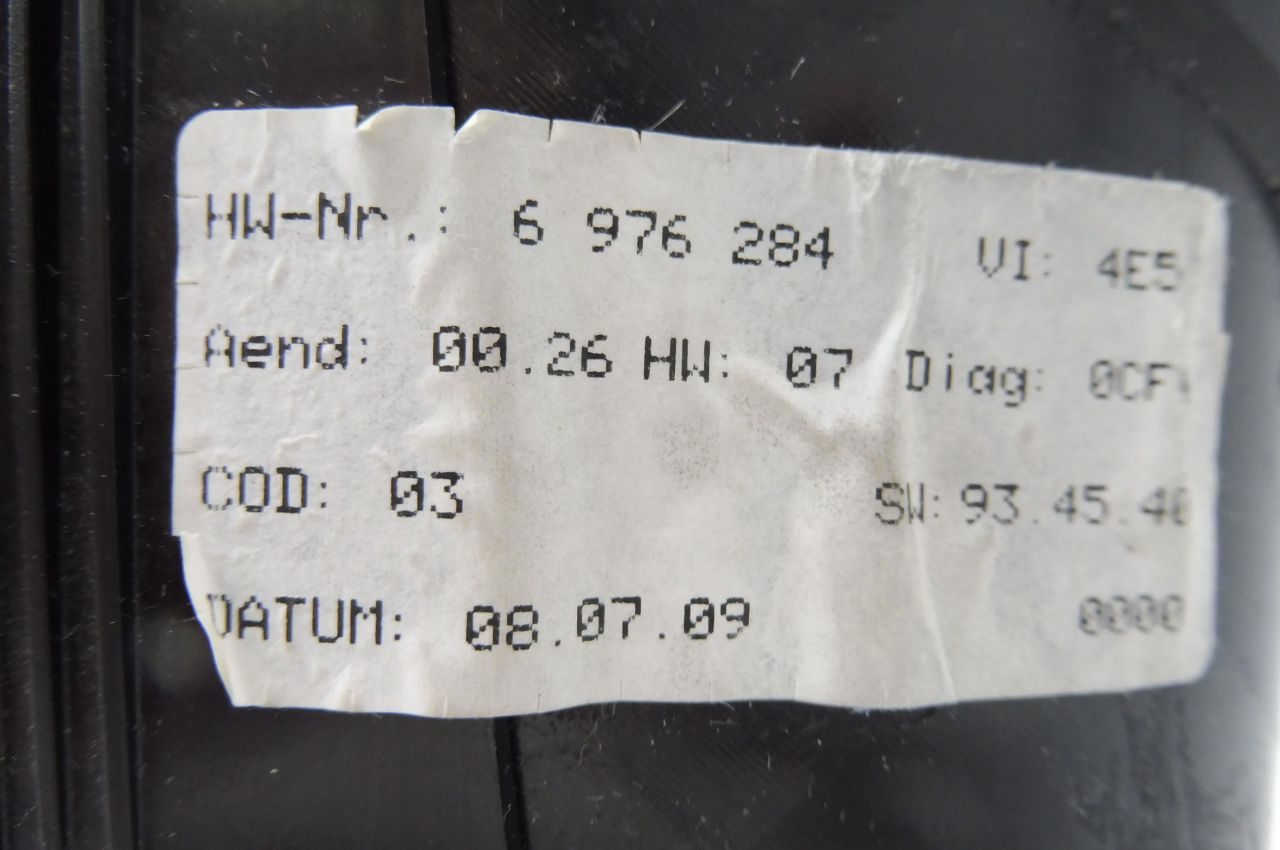 HW-Nr.: 6 976 284 VI: 4E5
Aend: 00.26 HW: 07 Diag: 0CF
COD: 03 SW: 93.45.40
DATUM: 08.07.09 0000